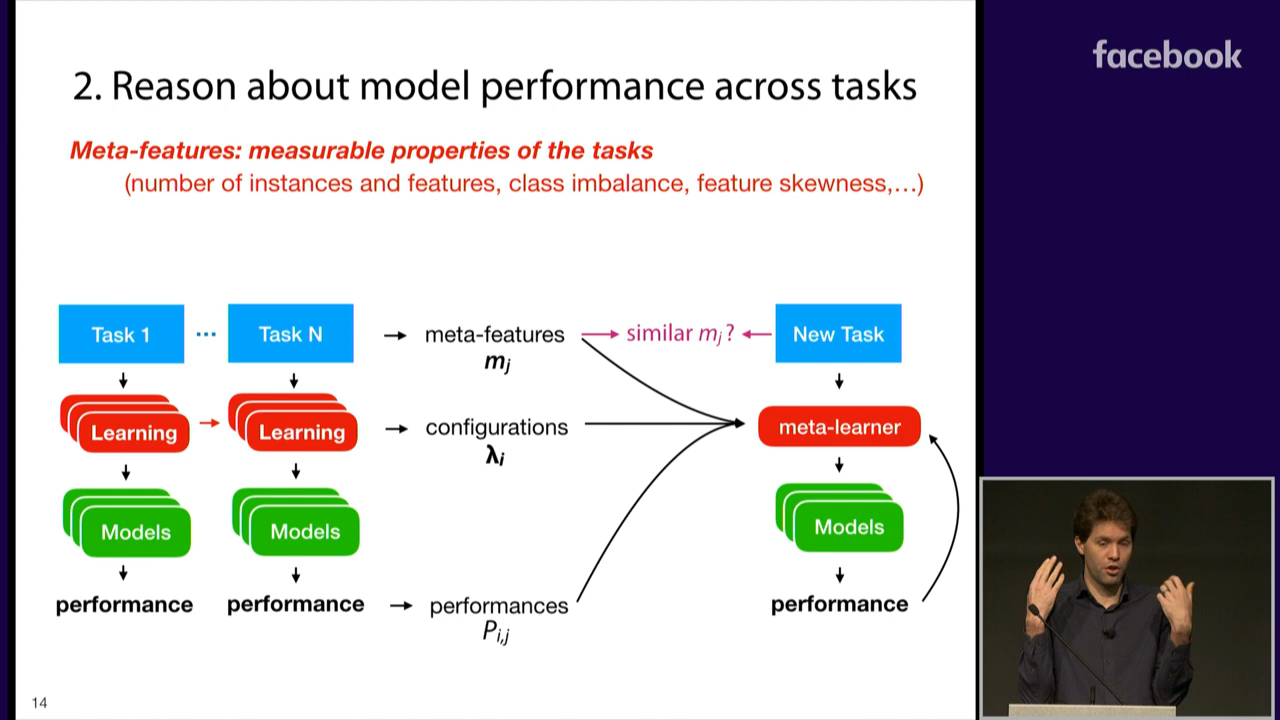 facebook
2. Reason about model performance across tasks
Meta-features: measurable properties of the tasks
(number of instances and features, class imbalance, feature skewness,…)
Task 1 ... Task N meta-features similar mj? New Task
mj
Learning Learning configurations meta-learner
λi
Models Models Models
performance performance performances performance
Pi,j
14